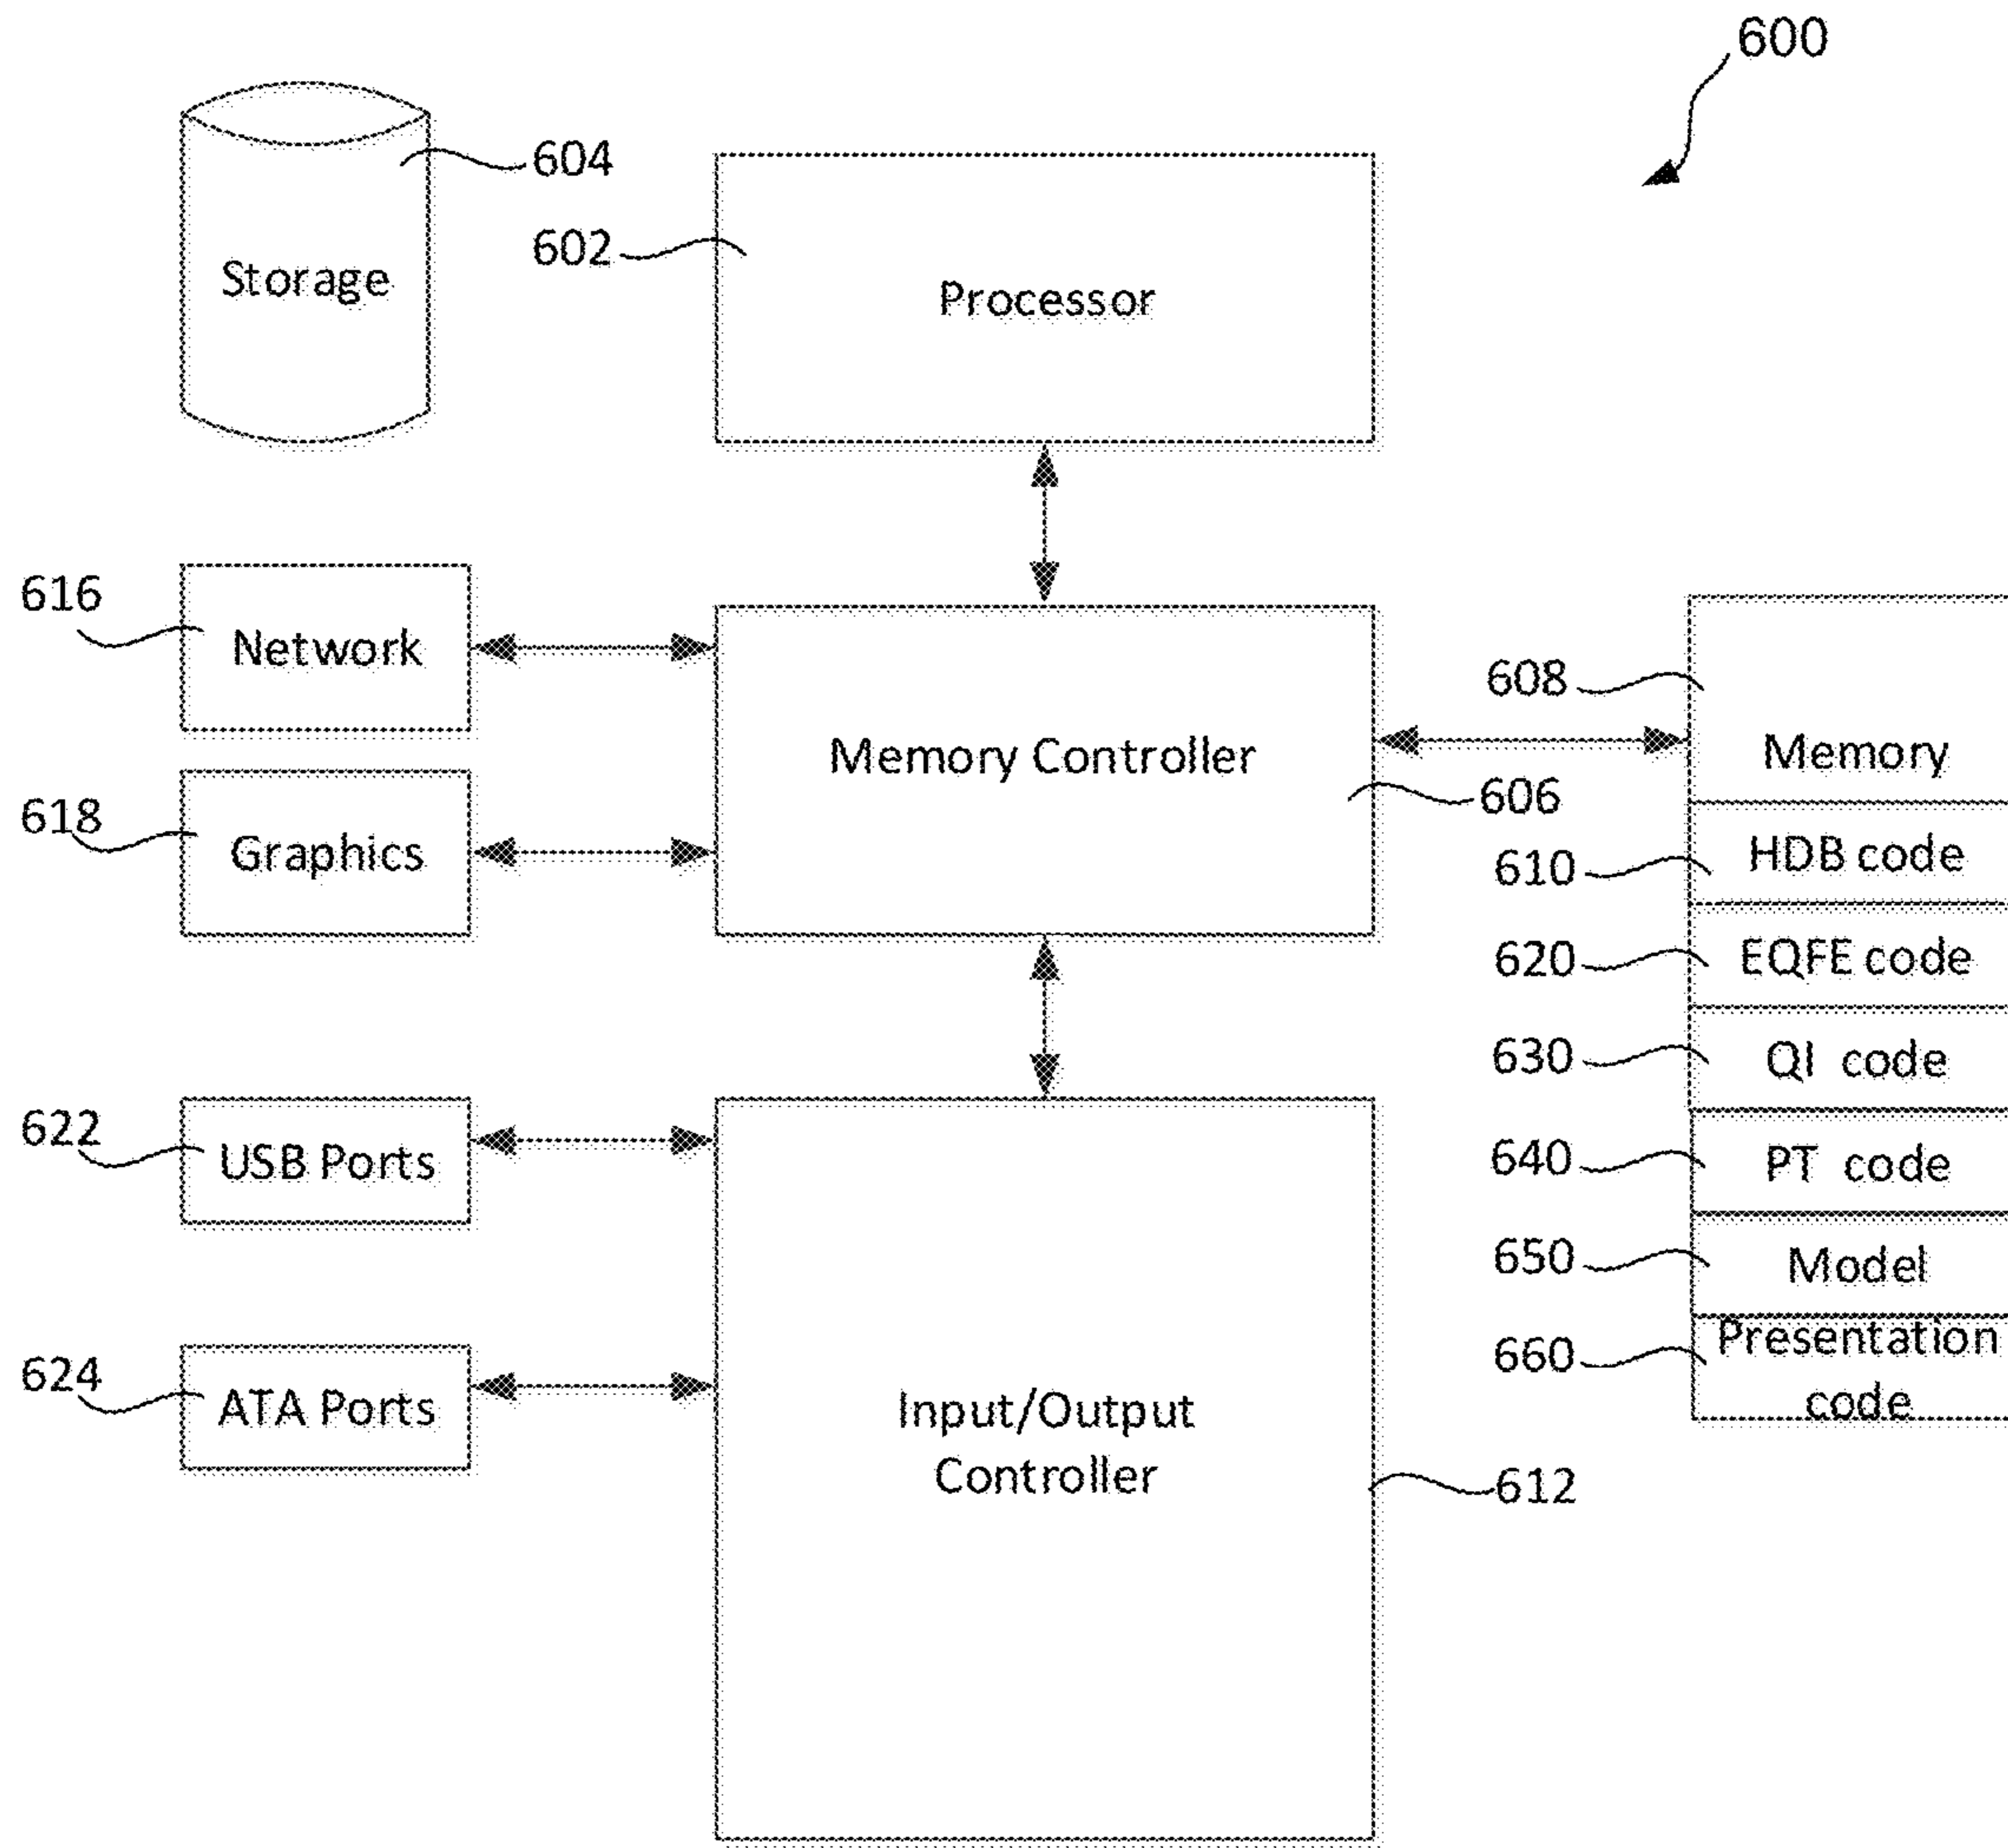 600
604
Storage
602
Processor
616
Network
608
Memory Controller
Memory
606
618
Graphics
HDB code
610
EQFE code
620
QI code
630
622
USB Ports
PT code
640
Model
650
Presentation
code
660
624
ATA Ports
Input/Output
Controller
612